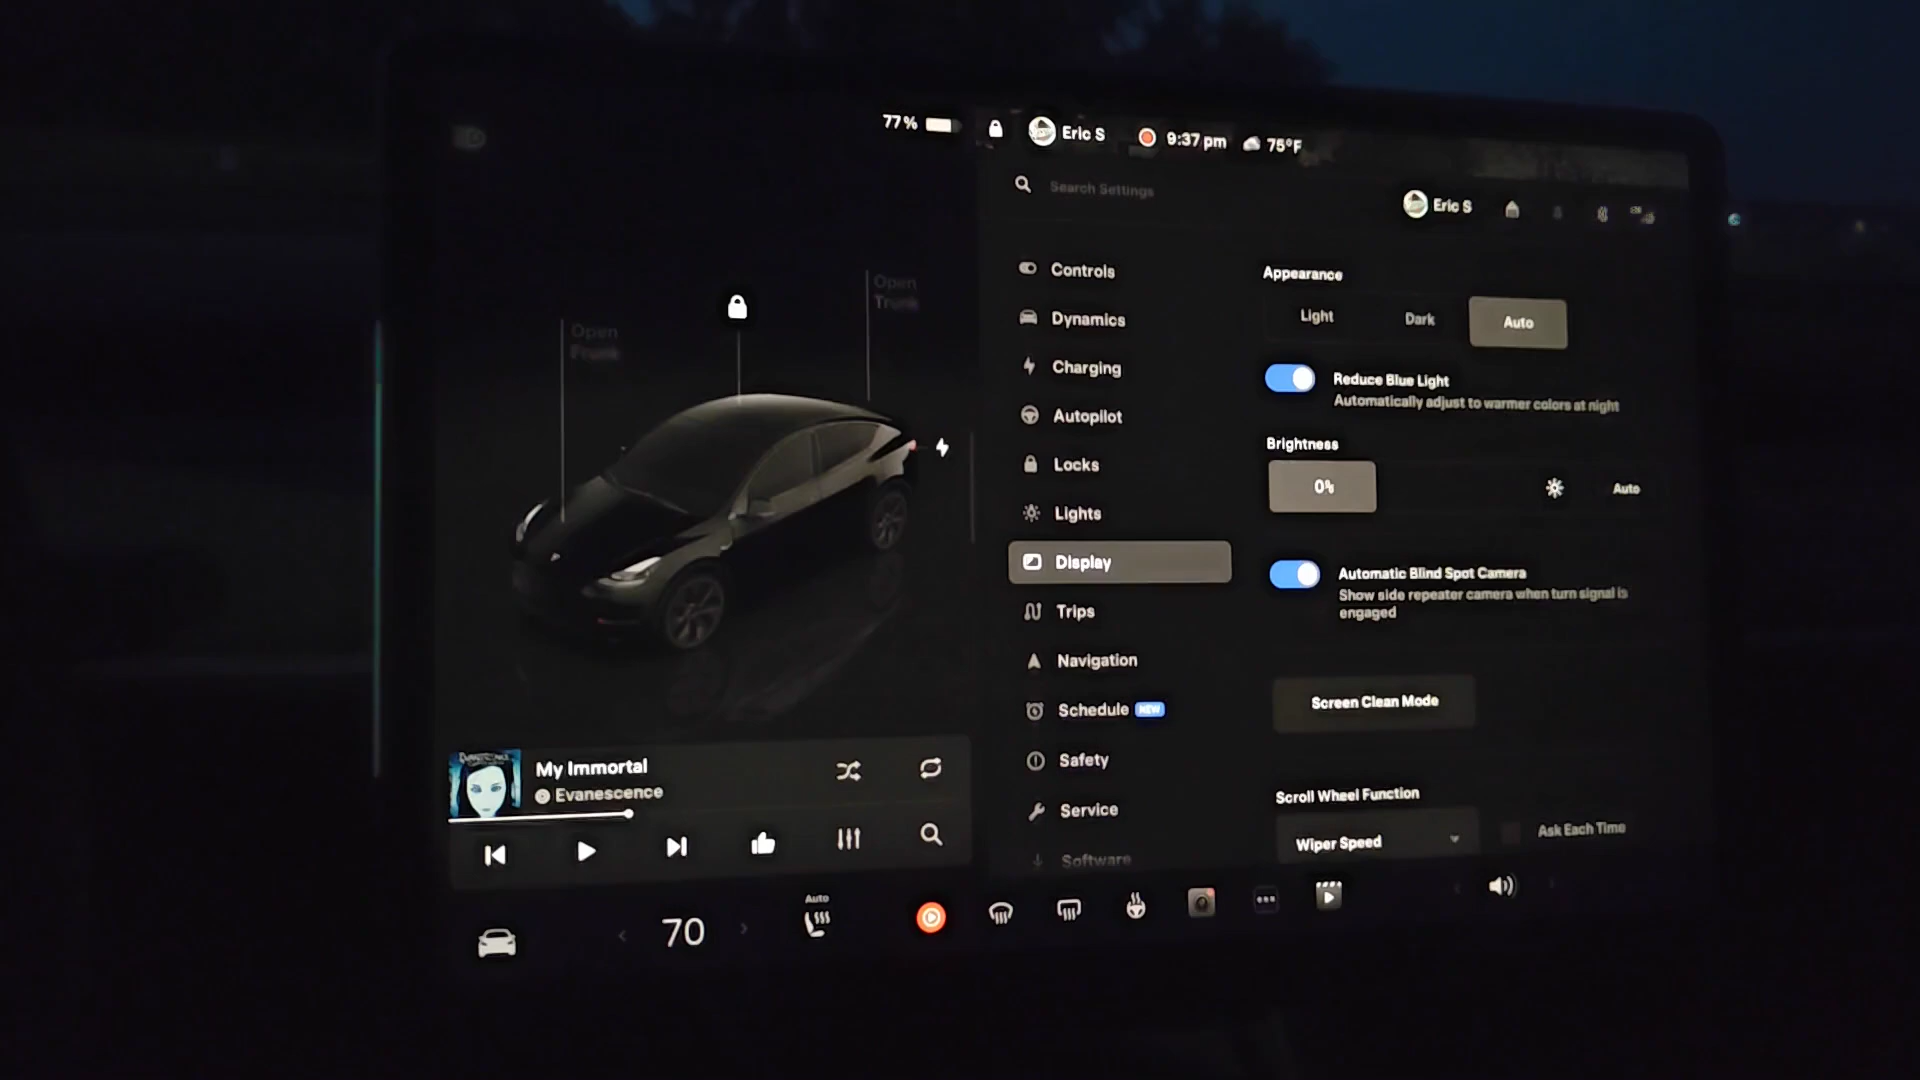 77%
Eric S
9:37 pm
75°F
Search Settings
Eric S
Open
Trunk
Open
Frunk
Controls
Dynamics
Charging
Autopilot
Locks
Lights
Display
Trips
Navigation
Schedule NEW
Safety
Service
Software
Appearance
Light
Dark
Auto
Reduce Blue Light
Automatically adjust to warmer colors at night
Brightness
0%
Auto
Automatic Blind Spot Camera
Show side repeater camera when turn signal is
engaged
Screen Clean Mode
Scroll Wheel Function
Wiper Speed
Ask Each Time
My Immortal
Evanescence
70
Auto